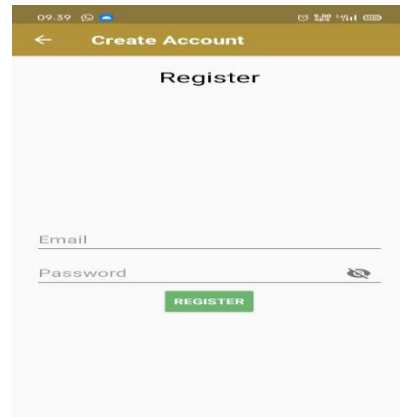 09.39
Create Account
Register
Email
Password
REGISTER